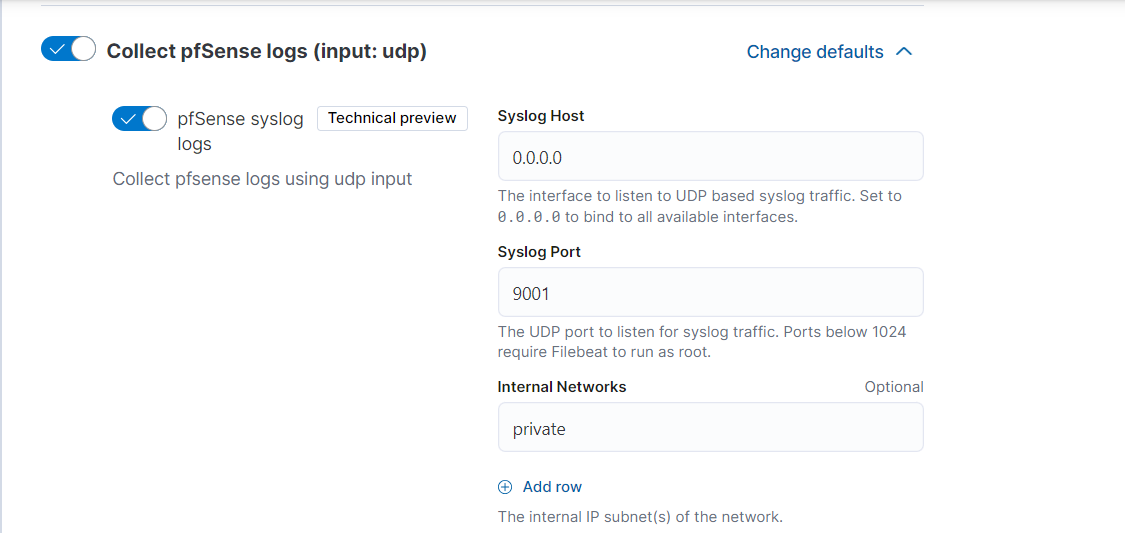 Collect pfSense logs (input: udp)
Change defaults
pfSense syslog
logs
Technical preview
Collect pfsense logs using udp input
Syslog Host
0.0.0.0
The interface to listen to UDP based syslog traffic. Set to
0.0.0.0 to bind to all available interfaces.
Syslog Port
9001
The UDP port to listen for syslog traffic. Ports below 1024
require Filebeat to run as root.
Internal Networks
Optional
private
Add row
The internal IP subnet(s) of the network.